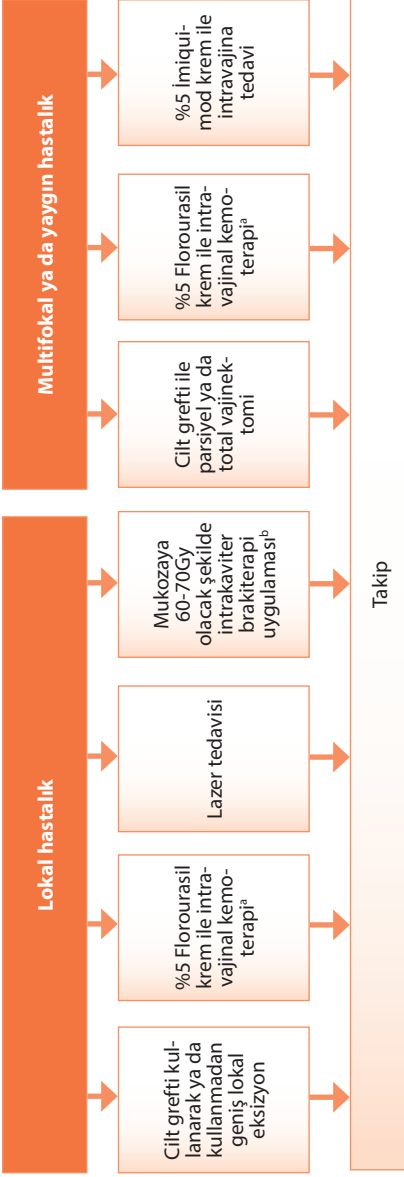 Lokal hastalık
Cilt grefti kul-
lanarak ya da
kullanmadan
geniş lokal
eksizyon
%5 Florourasil
krem ile intra-
vajinal kemo-
terapiᵃ
Lazer tedavisi
Mukozaya
60-70Gy
olacak şekilde
intrakaviter
brakiterapi
uygulamasıᵇ
Multifokal ya da yaygın hastalık
Cilt grefti ile
parsiyel ya da
total vajinek-
tomi
%5 Florourasil
krem ile intra-
vajinal kemo-
terapiᵃ
%5 İmiqui-
mod krem ile
intravajina
tedavi
Takip